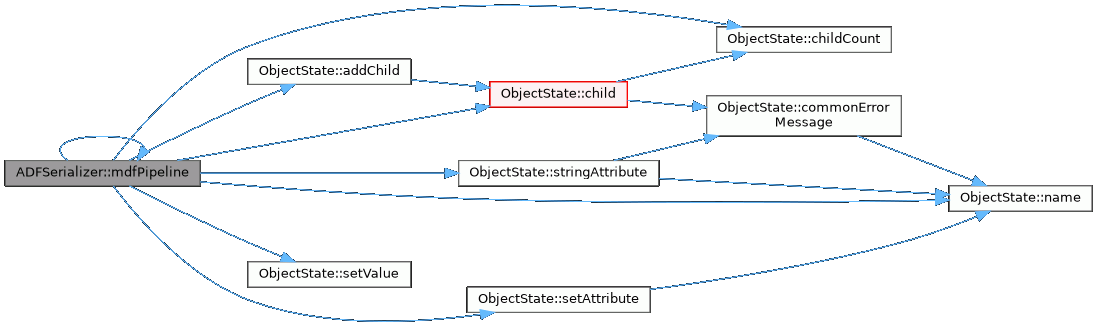 ObjectState::childCount
ObjectState::addChild
ObjectState::child
ObjectState::commonError
Message
ADFSerializer::mdfPipeline
ObjectState::stringAttribute
ObjectState::name
ObjectState::setValue
ObjectState::setAttribute